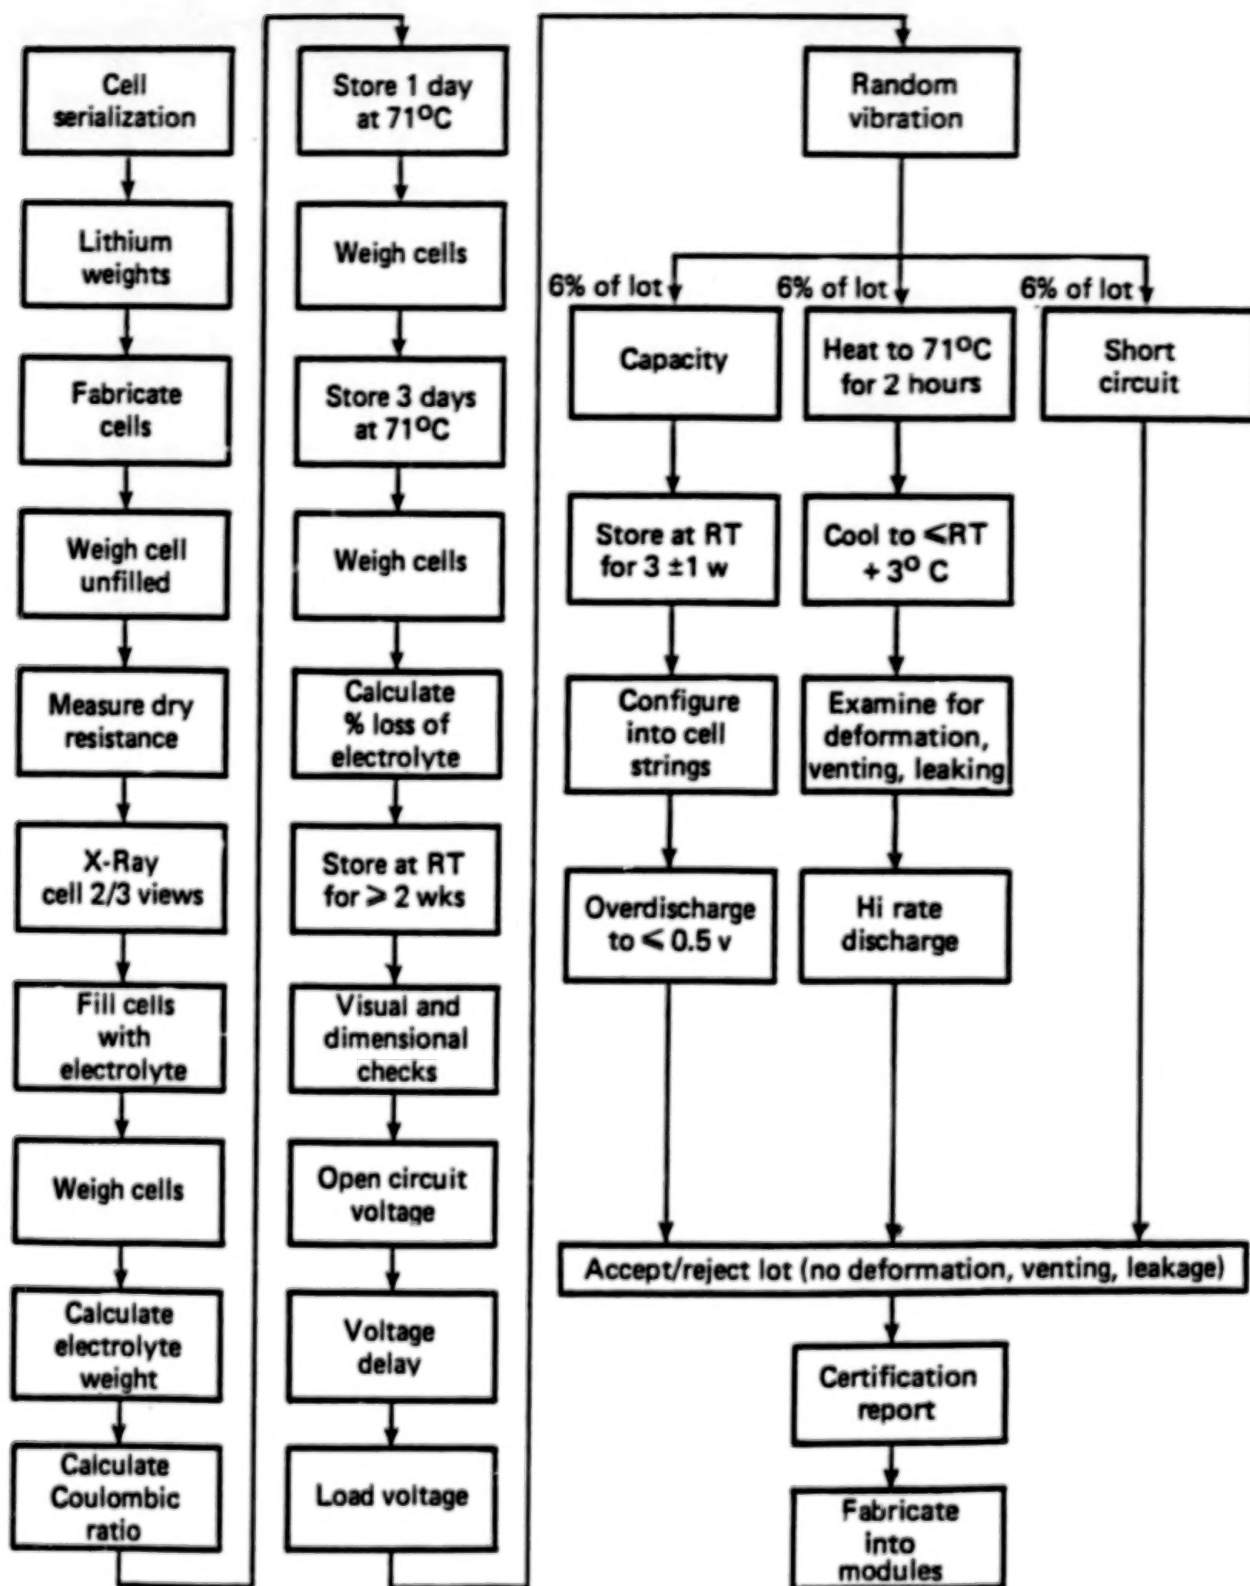 Cell
serialization
Lithium
weights
Fabricate
cells
Weigh cell
unfilled
Measure dry
resistance
X-Ray
cell 2/3 views
Fill cells
with
electrolyte
Weigh cells
Calculate
electrolyte
weight
Calculate
Coulombic
ratio
Store 1 day
at 71°C
Weigh cells
Store 3 days
at 71°C
Weigh cells
Calculate
% loss of
electrolyte
Store at RT
for ⩾ 2 wks
Visual and
dimensional
checks
Open circuit
voltage
Voltage
delay
Load voltage
Random
vibration
6% of lot
Capacity
Store at RT
for 3 ±1 w
Configure
into cell
strings
Overdischarge
to ⩽ 0.5 v
6% of lot
Heat to 71°C
for 2 hours
Cool to ⩽RT
+ 3° C
Examine for
deformation,
venting, leaking
Hi rate
discharge
6% of lot
Short
circuit
Accept/reject lot (no deformation, venting, leakage)
Certification
report
Fabricate
into
modules